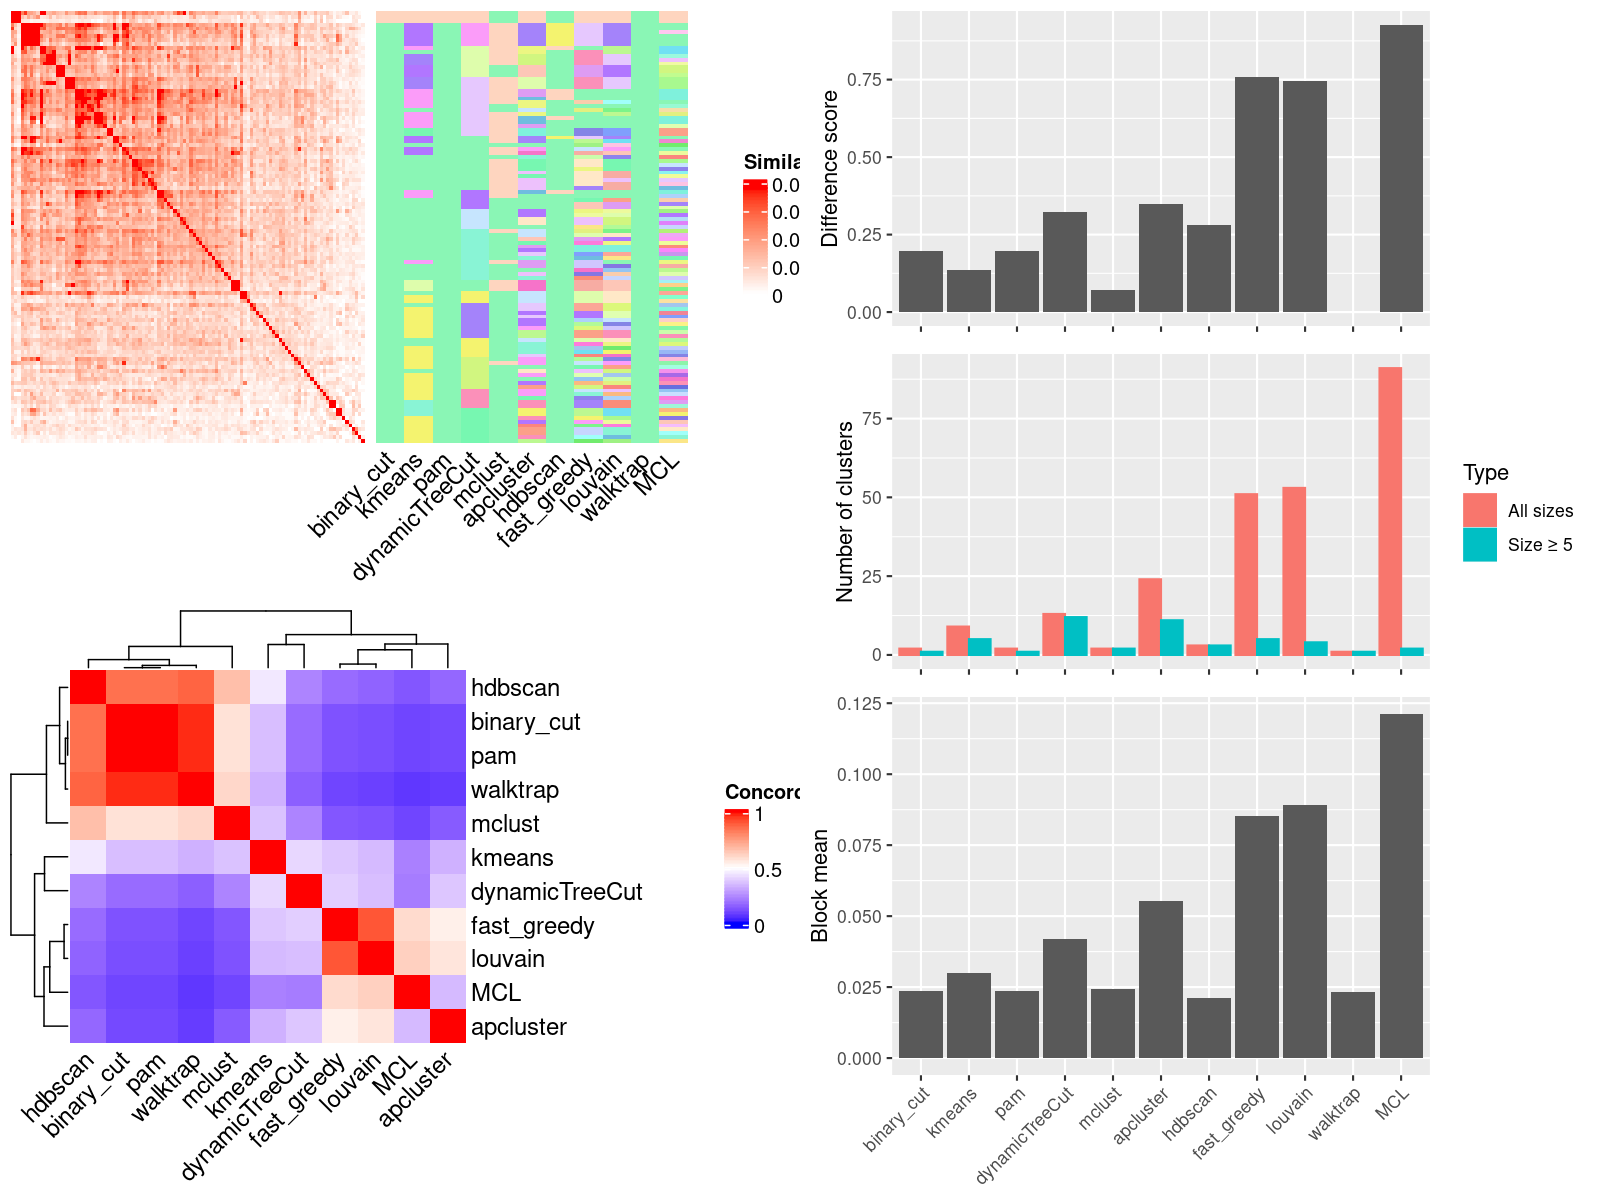 Simila
0.0
0.0
0.0
0.0
0
binary_cut
kmeans
pam
dynamicTreeCut
mclust
apcluster
hdbscan
fast_greedy
louvain
walktrap
MCL
hdbscan
binary_cut
pam
walktrap
mclust
kmeans
dynamicTreeCut
fast_greedy
louvain
MCL
apcluster
hdbscan
binary_cut
pam
walktrap
mclust
kmeans
dynamicTreeCut
fast_greedy
louvain
MCL
apcluster
Concord
1
0.5
0
Difference score
0.75
0.50
0.25
0.00
Number of clusters
75
50
25
0
Type
All sizes
Size ≥ 5
Block mean
0.125
0.100
0.075
0.050
0.025
0.000
binary_cut
kmeans
pam
dynamicTreeCut
mclust
apcluster
hdbscan
fast_greedy
louvain
walktrap
MCL